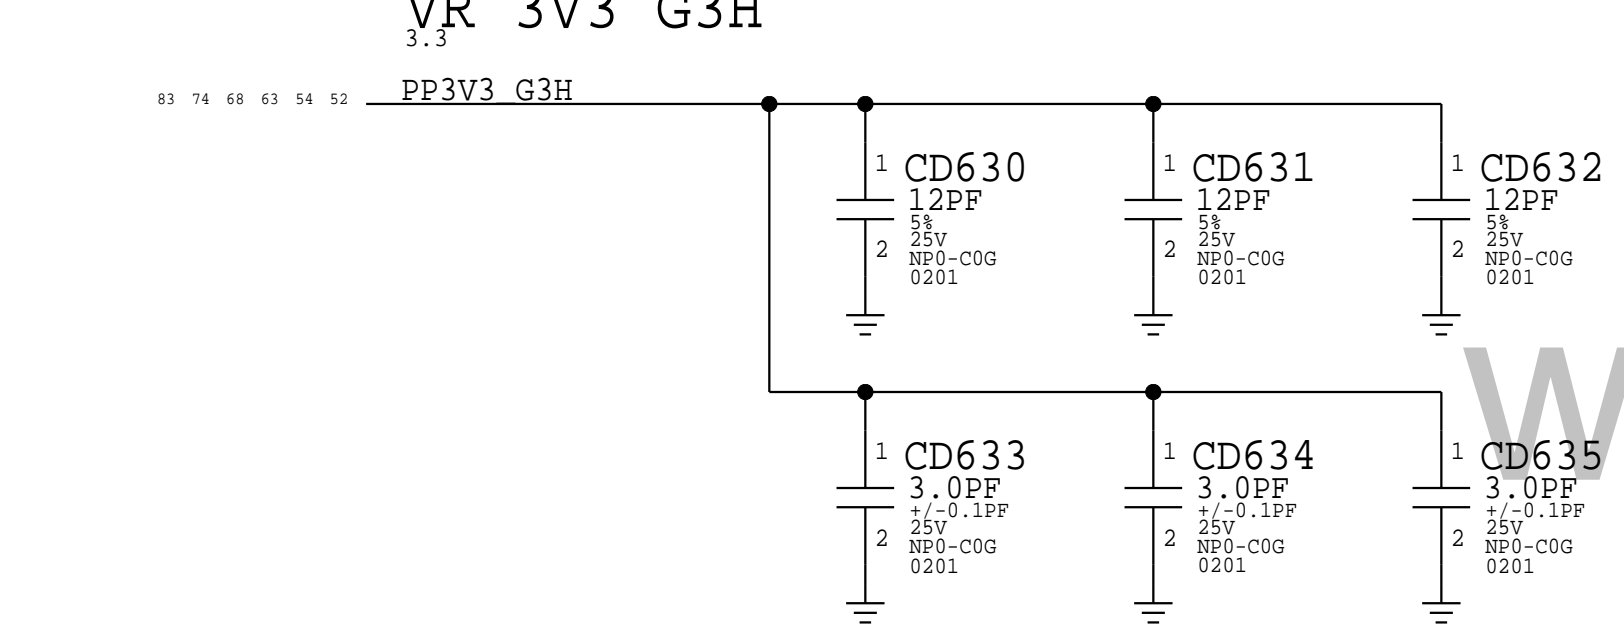 VR 3V3 G3H
3.3
83 74 68 63 54 52 PP3V3_G3H
1 CD630
12PF
5%
25V
2 NP0-C0G
0201
1 CD631
12PF
5%
25V
2 NP0-C0G
0201
1 CD632
12PF
5%
25V
2 NP0-C0G
0201
W
1 CD633
3.0PF
+/-0.1PF
25V
2 NP0-C0G
0201
1 CD634
3.0PF
+/-0.1PF
25V
2 NP0-C0G
0201
1 CD635
3.0PF
+/-0.1PF
25V
2 NP0-C0G
0201